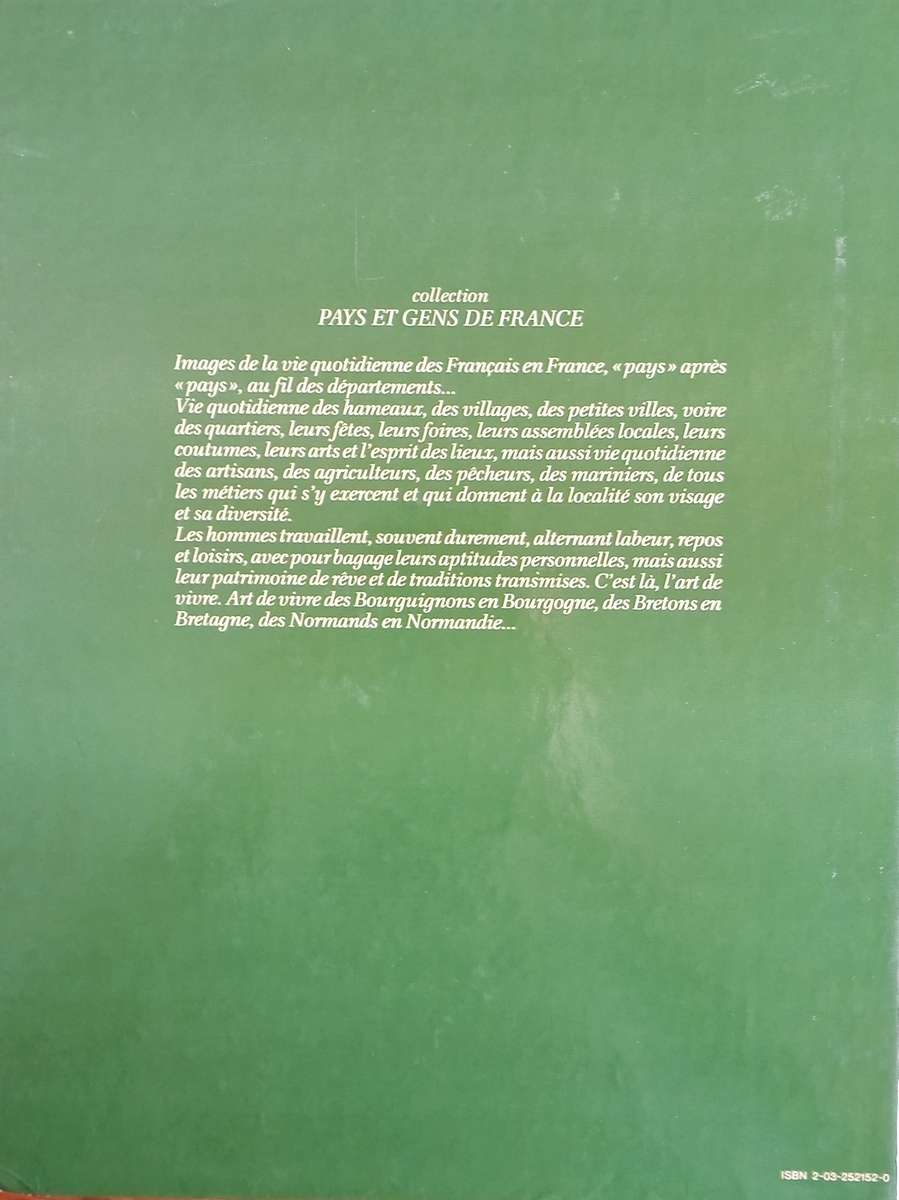 collection
PAYS ET GENS DE FRANCE
Images de la vie quotidienne des Français en France, « pays » après
« pays », au fil des départements...
Vie quotidienne des hameaux, des villages, des petites villes, voire
des quartiers, leurs fêtes, leurs foires, leurs assemblées locales, leurs
coutumes, leurs arts et l'esprit des lieux, mais aussi vie quotidienne
des artisans, des agriculteurs, des pêcheurs, des mariniers, de tous
les métiers qui s'y exercent et qui donnent à la localité son visage
et sa diversité.
Les hommes travaillent, souvent durement, alternant labeur, repos
et loisirs, avec pour bagage leurs aptitudes personnelles, mais aussi
leur patrimoine de rêve et de traditions transmises. C'est là, l'art de
vivre. Art de vivre des Bourguignons en Bourgogne, des Bretons en
Bretagne, des Normands en Normandie...
ISBN 2-03-252152-0